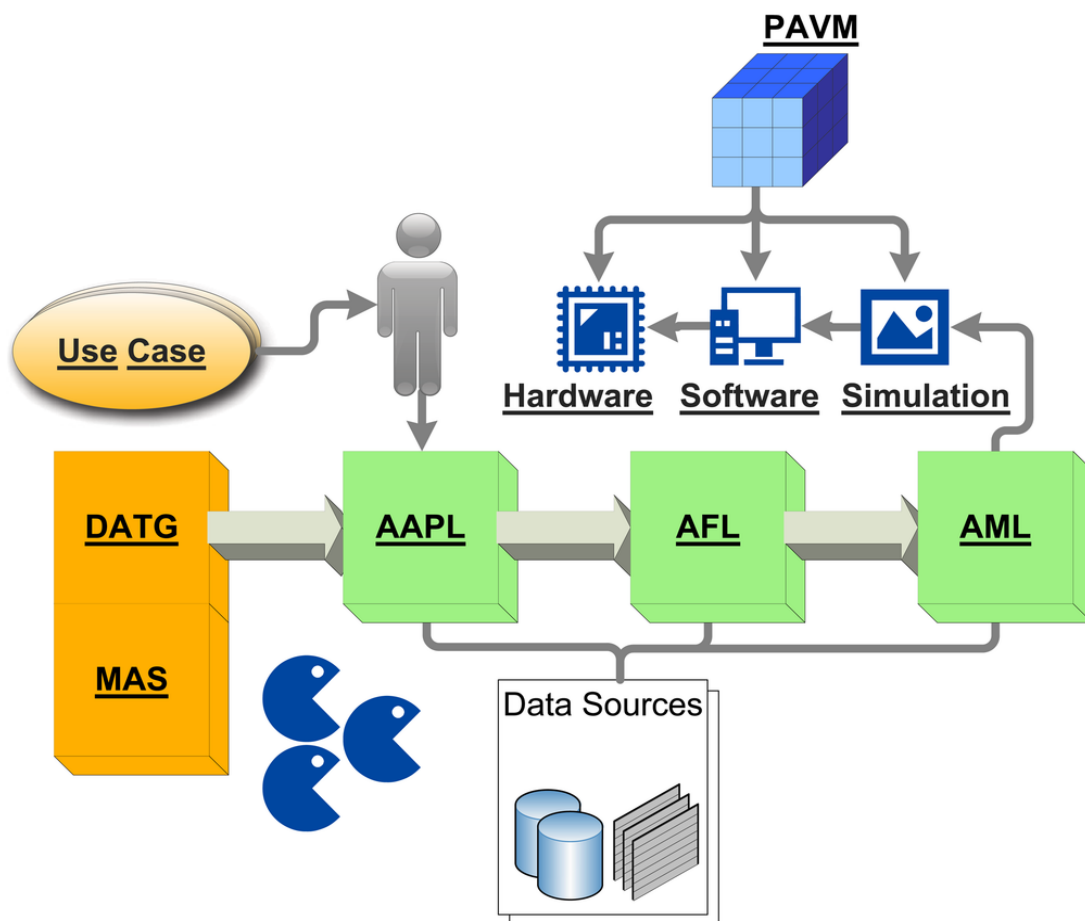 PAVM
Use Case
Hardware
Software
Simulation
DATG
AAPL
AFL
AML
MAS
Data Sources